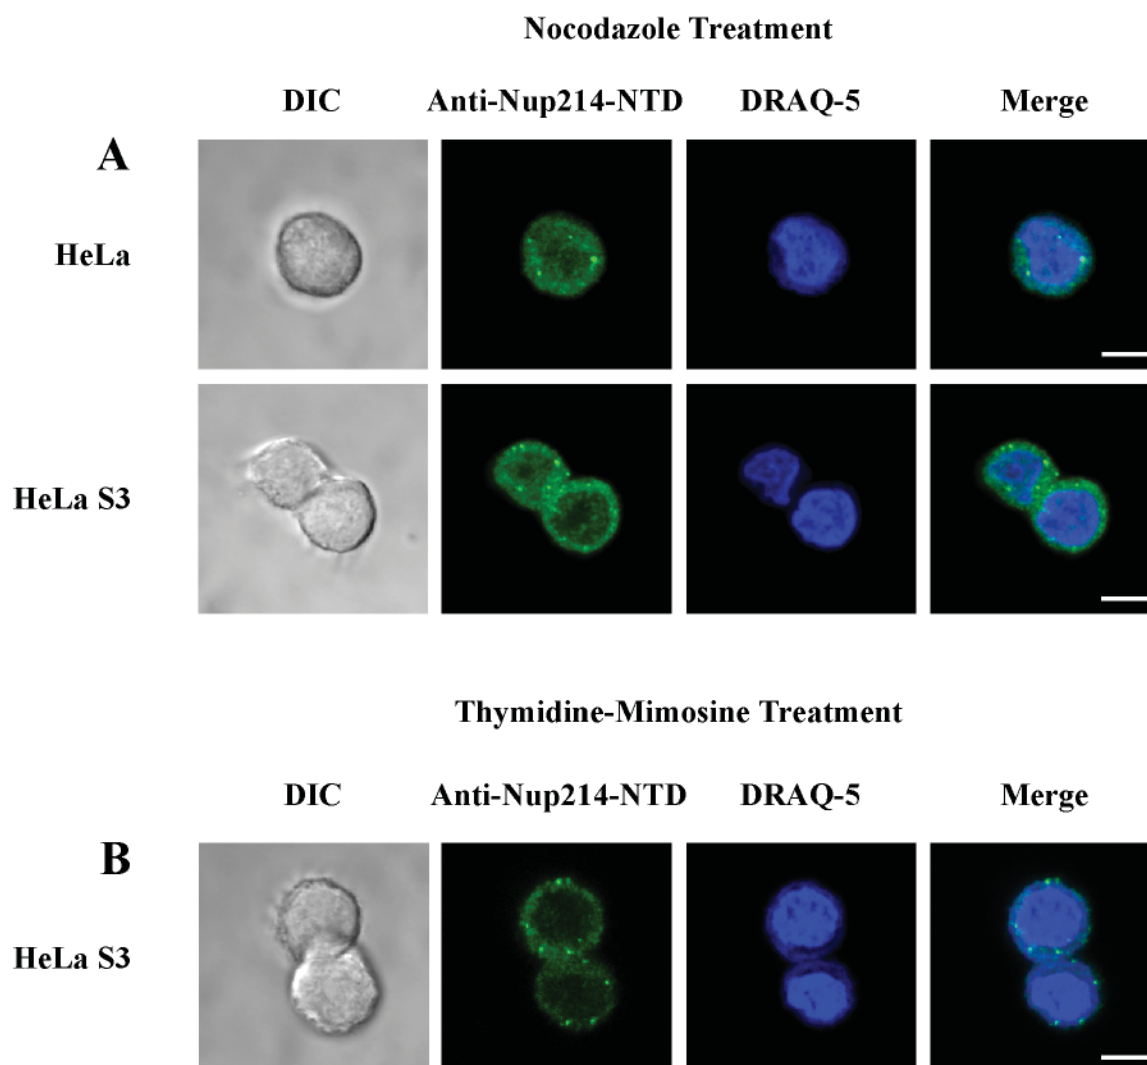 Nocodazole Treatment
DIC Anti-Nup214-NTD DRAQ-5 Merge
A
HeLa
HeLa S3
Thymidine-Mimosine Treatment
DIC Anti-Nup214-NTD DRAQ-5 Merge
B
HeLa S3